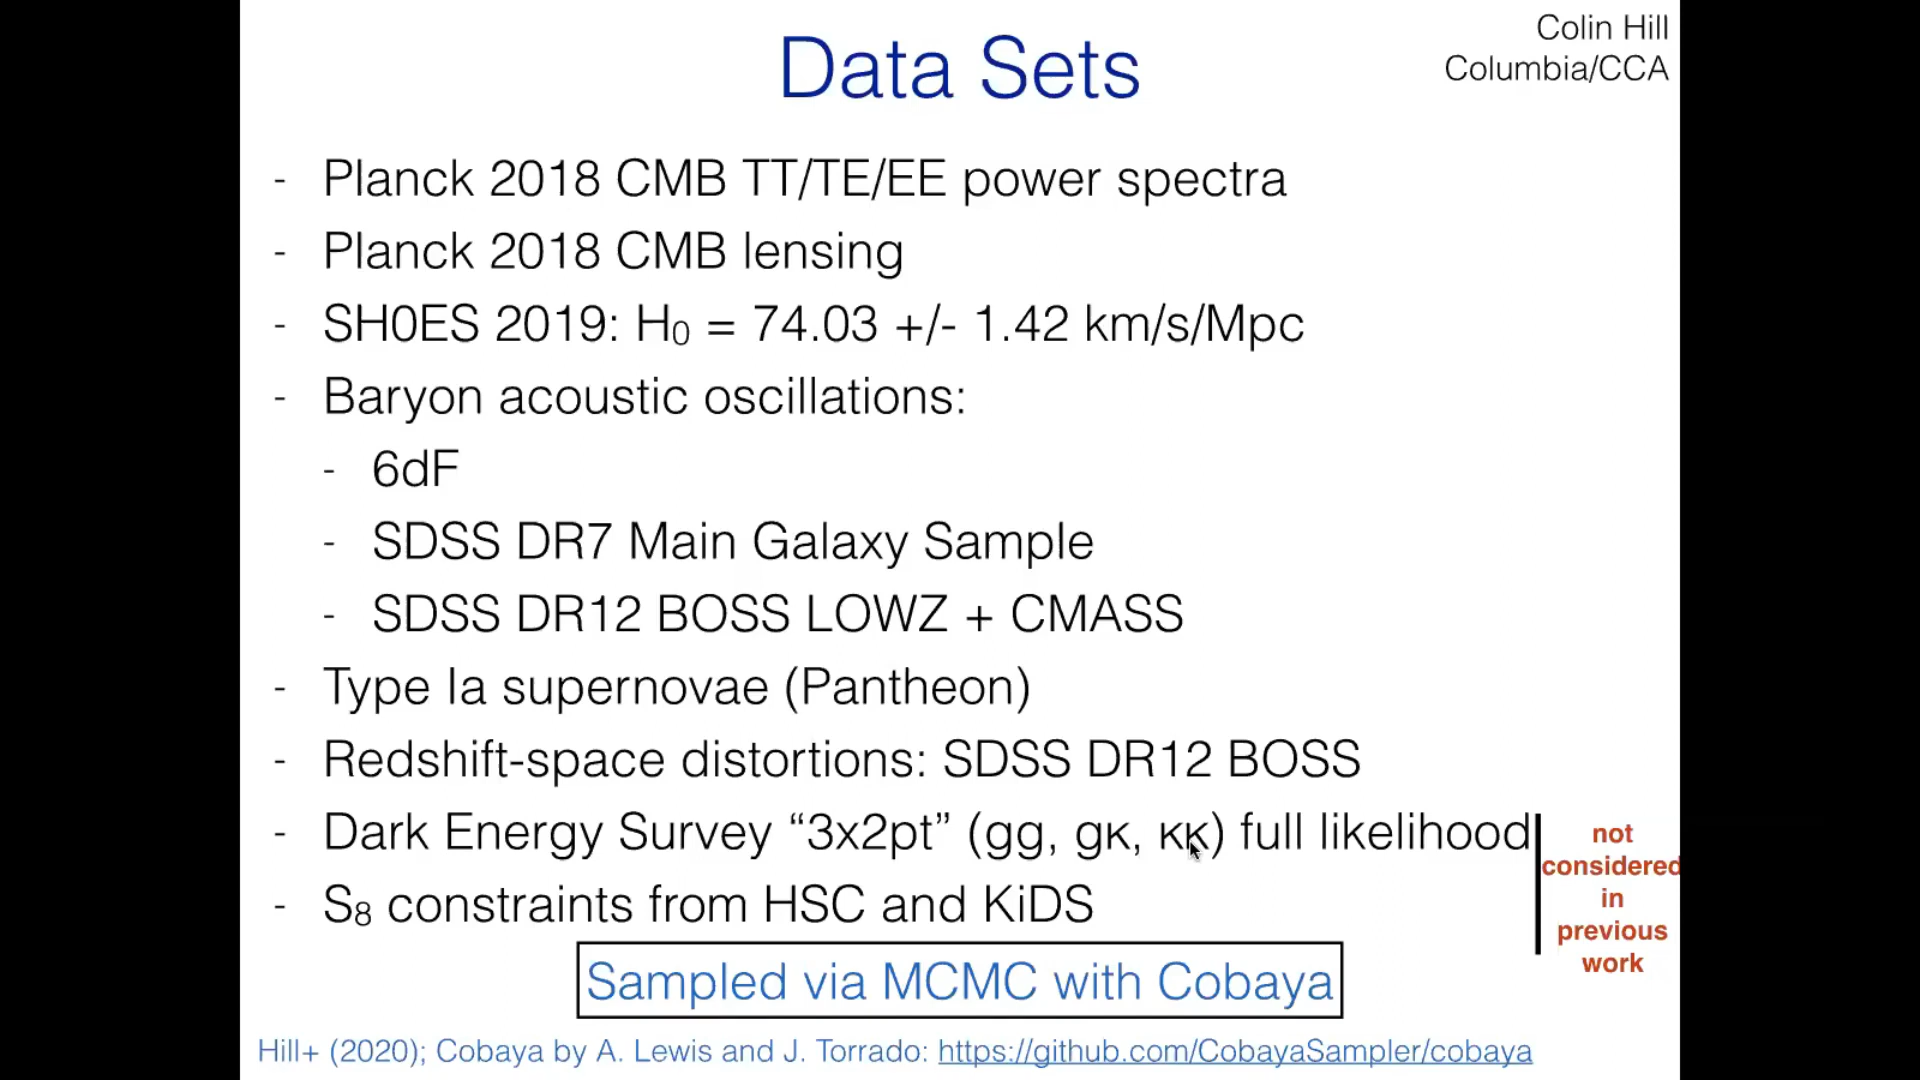 Colin Hill
Columbia/CCA
Data Sets
- Planck 2018 CMB TT/TE/EE power spectra
- Planck 2018 CMB lensing
- SH0ES 2019: H₀ = 74.03 +/- 1.42 km/s/Mpc
- Baryon acoustic oscillations:
- 6dF
- SDSS DR7 Main Galaxy Sample
- SDSS DR12 BOSS LOWZ + CMASS
- Type Ia supernovae (Pantheon)
- Redshift-space distortions: SDSS DR12 BOSS
- Dark Energy Survey “3x2pt” (gg, gκ, κκ) full likelihood
- S₈ constraints from HSC and KiDS
not
considered
in
previous
work
Sampled via MCMC with Cobaya
Hill+ (2020); Cobaya by A. Lewis and J. Torrado: https://github.com/CobayaSampler/cobaya